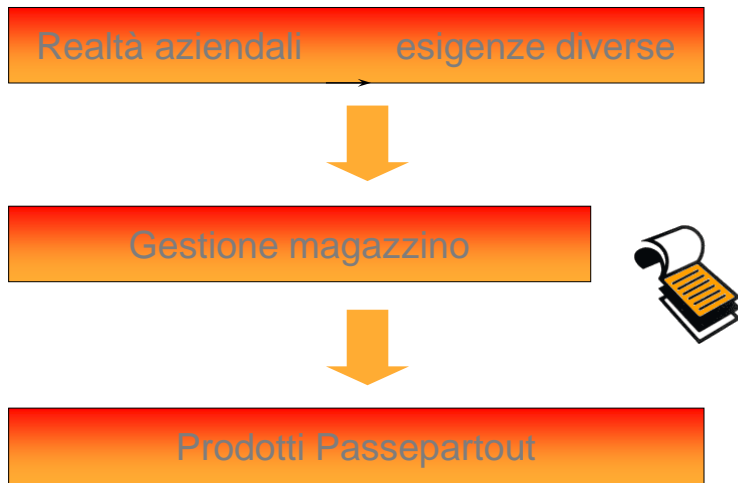 Realtà aziendali esigenze diverse
Gestione magazzino
Prodotti Passepartout